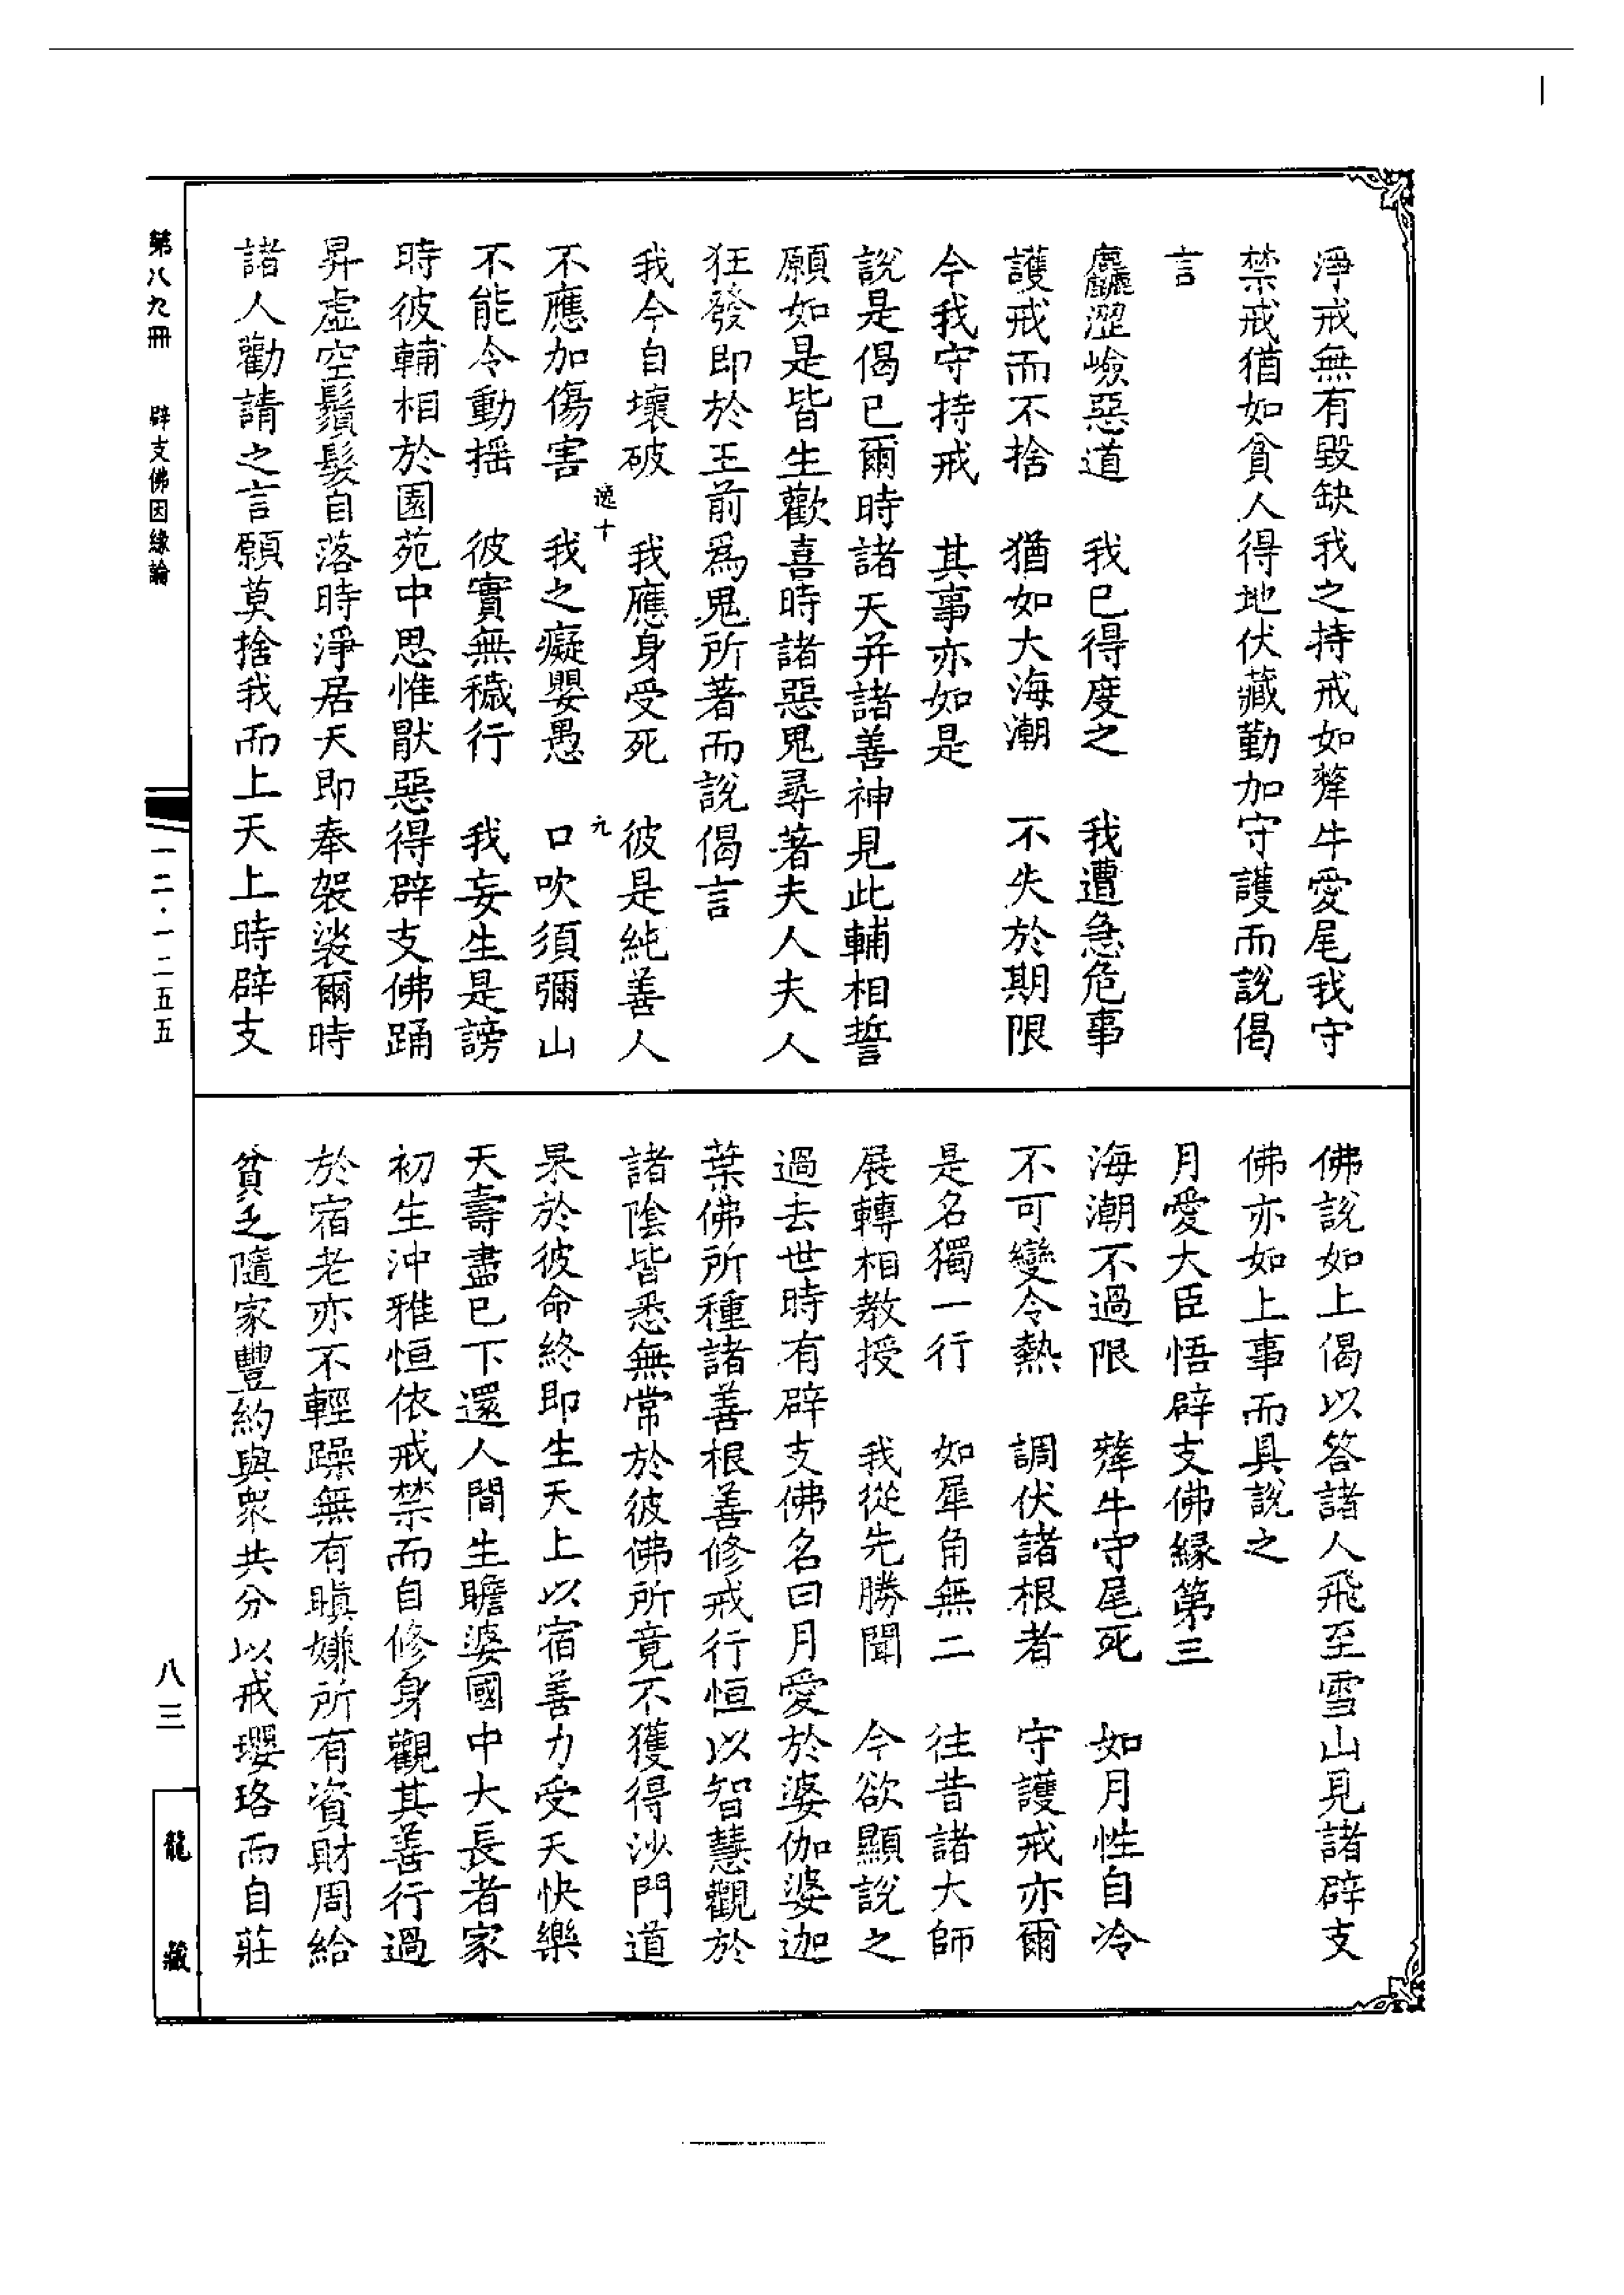 淨戒無有毀缺我之持戒如犛牛愛尾我守
禁戒猶如貧人得地伏藏勤加守護而說偈
言
麤澀嶮惡道　我已得度之　我遭急危事
護戒而不捨　猶如大海潮　不失於期限
今我守持戒　其事亦如是
說是偈已爾時諸天并諸善神見此輔相誓
願如是皆生歡喜時諸惡鬼尋著夫人夫人
狂發即於王前爲鬼所著而說偈言
我今自壞破　我應身受死　彼是純善人
逸十　九
不應加傷害　我之癡嬰愚　口吹須彌山
不能令動搖　彼實無穢行　我妄生是謗
時彼輔相於園苑中思惟猒惡得辟支佛踊
昇虛空鬚髮自落時淨居天即奉袈裟爾時
諸人勸請之言願莫捨我而上天上時辟支
佛說如上偈以答諸人飛至雪山見諸辟支
佛亦如上事而具說之
月愛大臣悟辟支佛緣第三
海潮不過限　犛牛守尾死　如月性自冷
不可變令熱　調伏諸根者　守護戒亦爾
是名獨一行　如犀角無二　往昔諸大師
展轉相教授　我從先勝聞　今欲顯說之
過去世時有辟支佛名曰月愛於婆伽婆迦
葉佛所種諸善根善修戒行恒以智慧觀於
諸陰皆悉無常於彼佛所竟不獲得沙門道
果於彼命終即生天上以宿善力受天快樂
天壽盡已下還人間生瞻婆國中大長者家
初生沖雅恒依戒禁而自修身觀其善行過
於宿老亦不輕躁無有瞋嫌所有資財周給
貧乏隨家豐約與眾共分以戒瓔珞而自莊
第八九冊　辟支佛因緣論
一二·一二五五
八三
龍藏